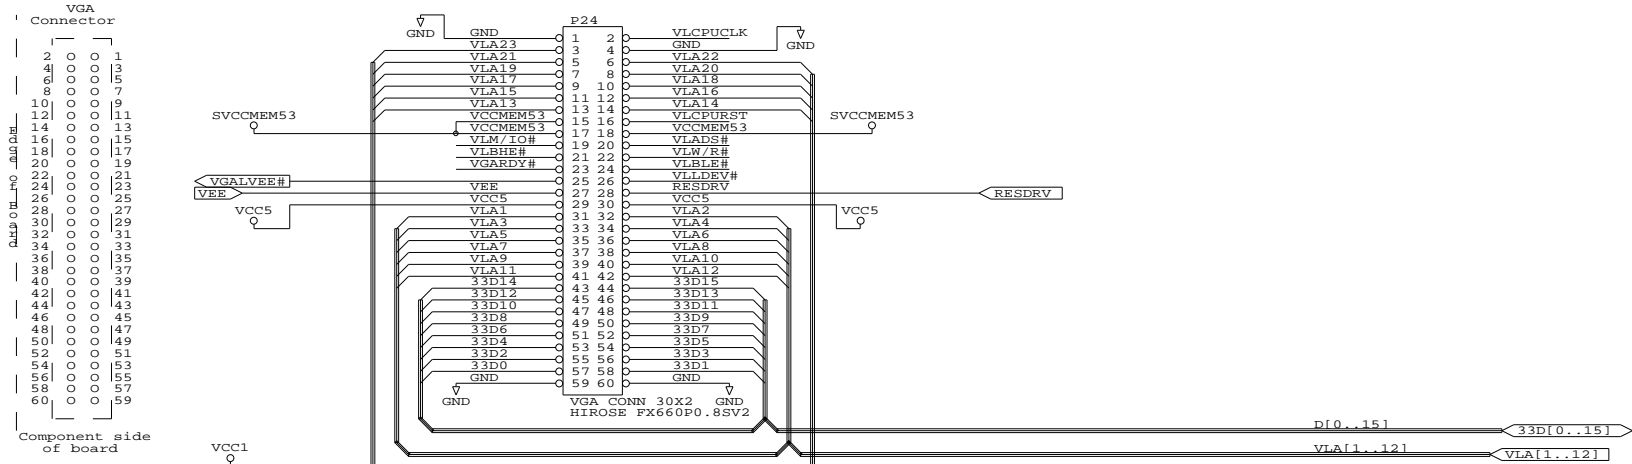 VGA
Connector
2 1
4 3
6 5
8 7
10 9
12 11
14 13
16 15
18 17
20 19
22 21
24 23
26 25
28 27
30 29
32 31
34 33
36 35
38 37
40 39
42 41
44 43
46 45
48 47
50 49
52 51
54 53
56 55
58 57
60 59
Edge of Board
Component side
of board
P24
GND GND 1 2 VLCPUCLK
VLA23 3 4 GND GND
VLA21 5 6 VLA22
VLA19 7 8 VLA20
VLA17 9 10 VLA18
VLA15 11 12 VLA16
VLA13 13 14 VLA14
SVCCMEM53 VCCMEM53 15 16 VLCPURST SVCCMEM53
VCCMEM53 17 18 VCCMEM53
VLM/IO# 19 20 VLADS#
VLBHE# 21 22 VLW/R#
VGARDY# 23 24 VLBLE#
VGALVEE# 25 26 VLLDEV#
VEE VEE 27 28 RESDRV RESDRV
VCC5 VCC5 29 30 VCC5 VCC5
VLA1 31 32 VLA2
VLA3 33 34 VLA4
VLA5 35 36 VLA6
VLA7 37 38 VLA8
VLA9 39 40 VLA10
VLA11 41 42 VLA12
33D14 43 44 33D15
33D12 45 46 33D13
33D10 47 48 33D11
33D8 49 50 33D9
33D6 51 52 33D7
33D4 53 54 33D5
33D2 55 56 33D3
33D0 57 58 33D1
GND 59 60 GND
GND VGA CONN 30X2 GND
HIROSE FX660P0.8SV2
D[0..15] 33D[0..15]
VLA[1..12] VLA[1..12]
VCC1